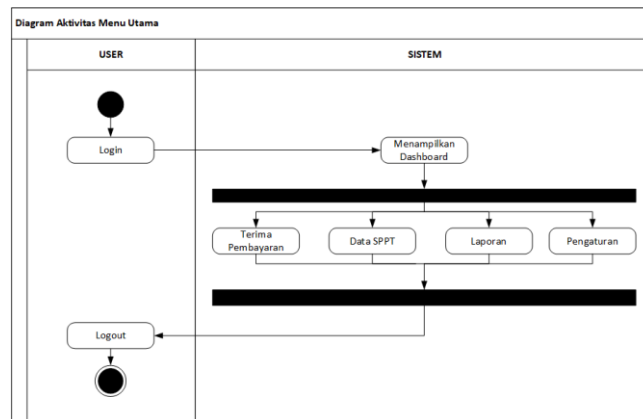 Diagram Aktivitas Menu Utama
USER
SISTEM
Login
Menampilkan
Dashboard
Terima
Pembayaran
Data SPPT
Laporan
Pengaturan
Logout